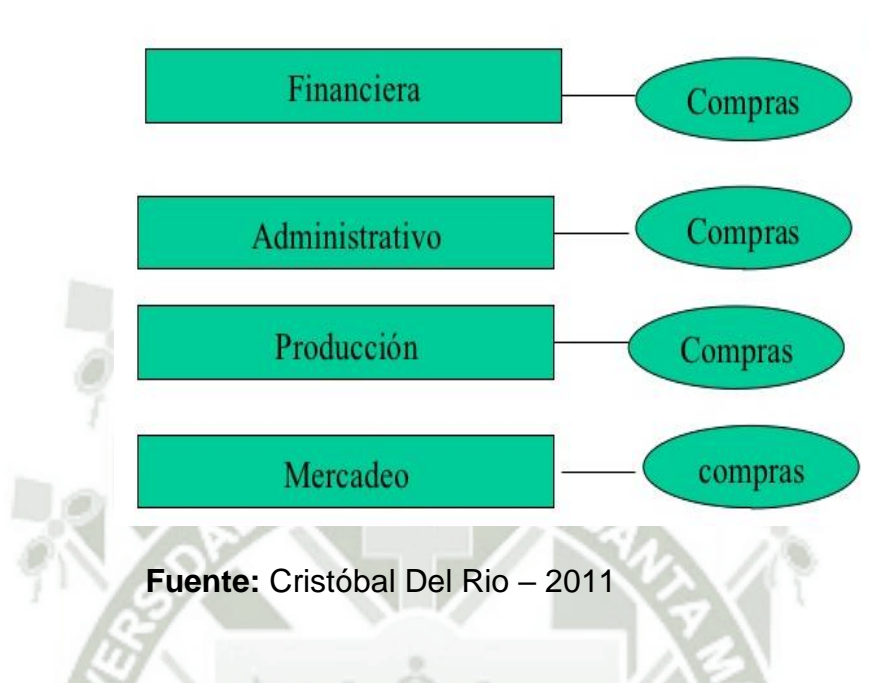 Financiera Compras
Administrativo Compras
Producción Compras
Mercadeo compras
Fuente: Cristóbal Del Rio – 2011